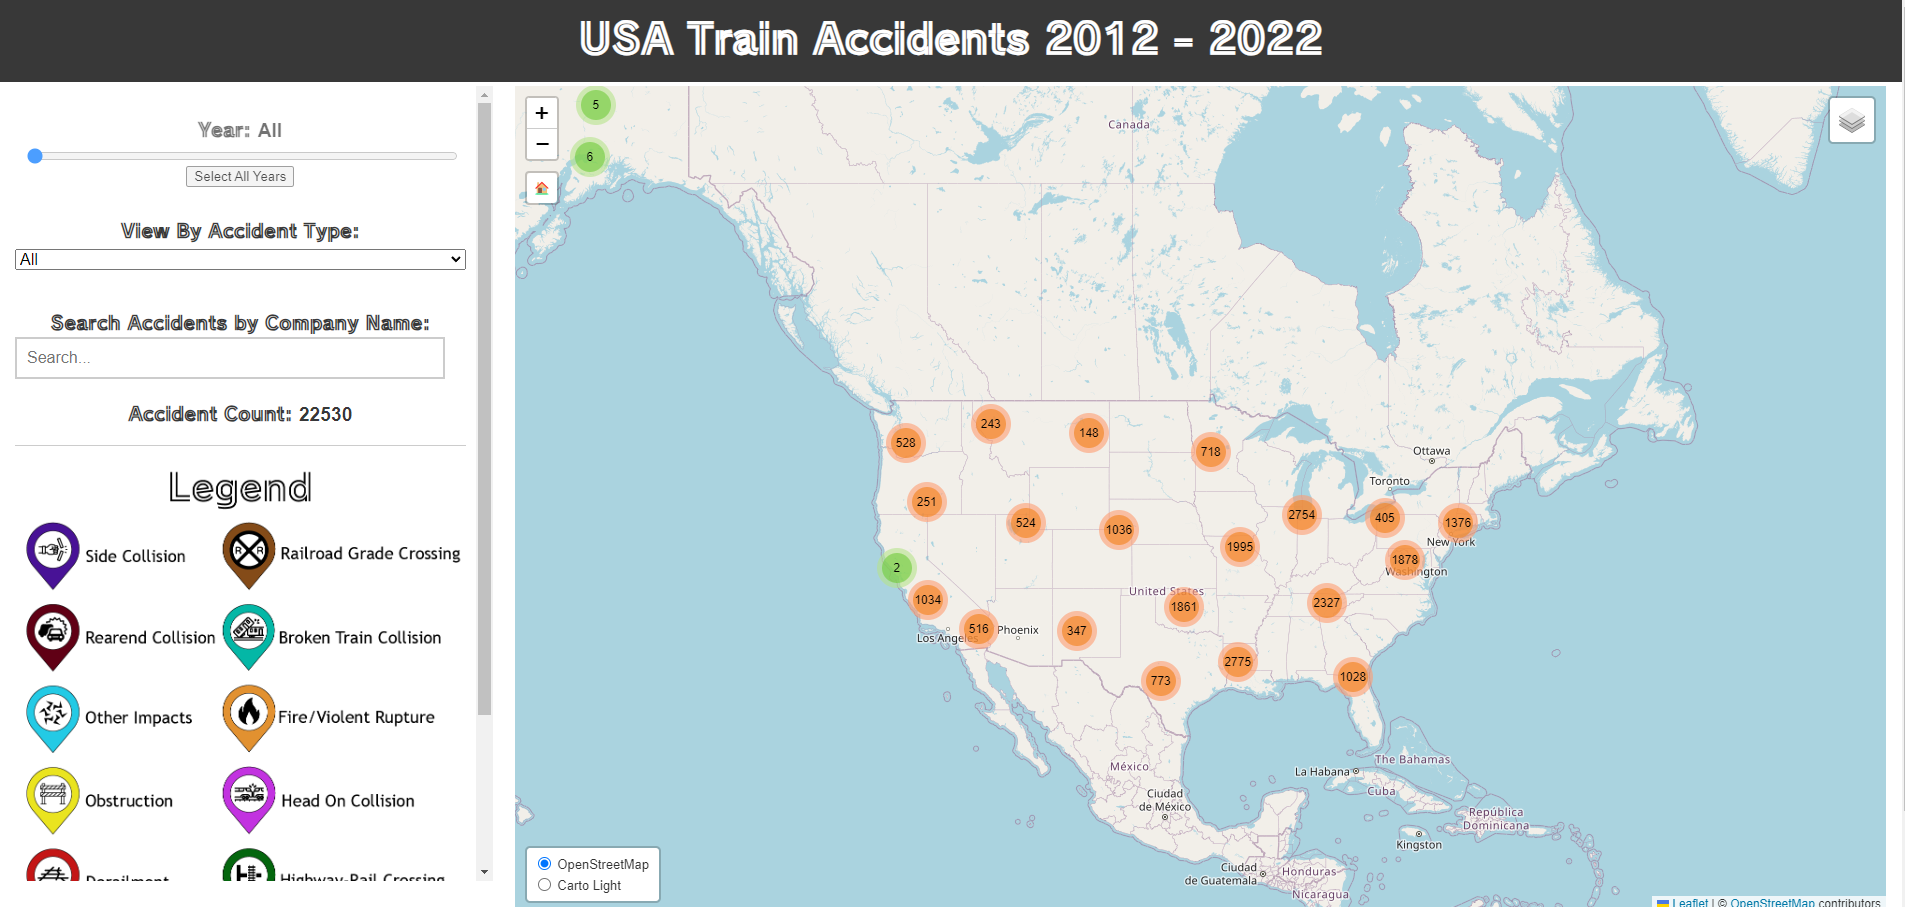 USA Train Accidents 2012 - 2022
Year: All
Select All Years
View By Accident Type:
All
Search Accidents by Company Name:
Search...
Accident Count: 22530
Legend
Side Collision
Railroad Grade Crossing
Rearend Collision
Broken Train Collision
Other Impacts
Fire/Violent Rupture
Obstruction
Head On Collision
Derailment
Highway-Rail Crossing
+
−
5
6
Canada
243
148
528
718
Ottawa
Toronto
251
524
1036
2754
405
1376
New York
1995
1878
Washington
2
United States
1034
1861
2327
516
Phoenix
347
Los Angeles
2775
773
1028
México
The Bahamas
La Habana
Cuba
Ciudad
de México
República
Dominicana
Kingston
Ciudad
de Guatemala
Honduras
Nicaragua
OpenStreetMap
Carto Light
Leaflet | © OpenStreetMap contributors